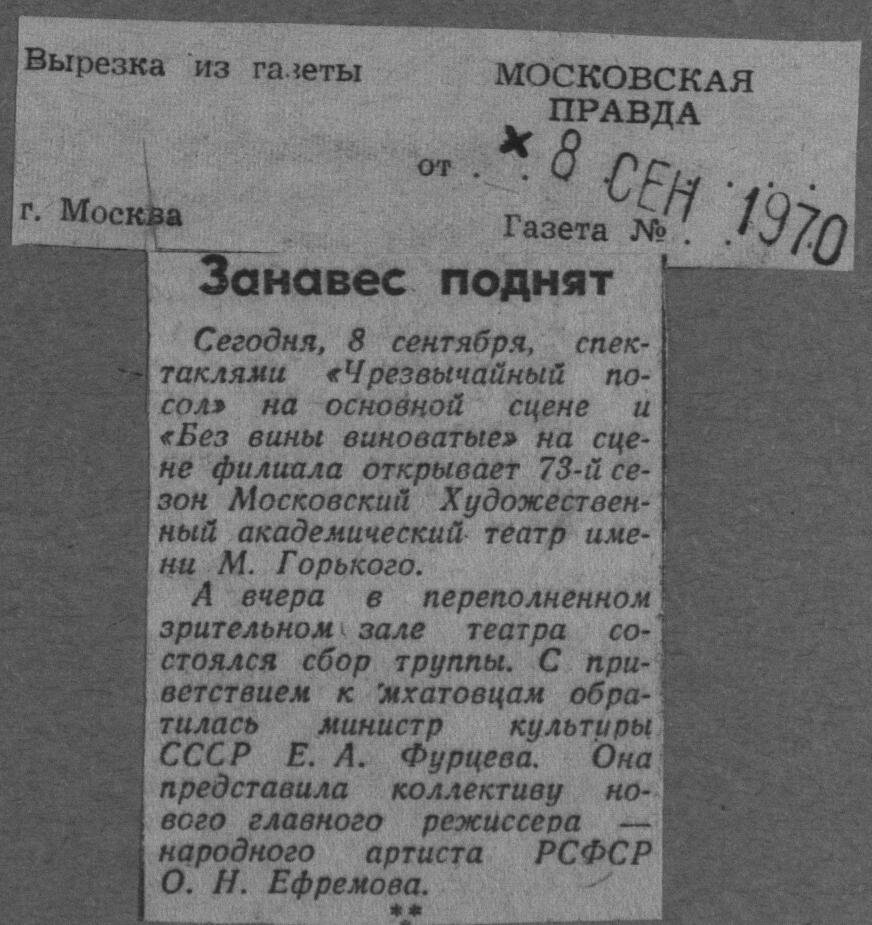 Вырезка из газеты
МОСКОВСКАЯ
ПРАВДА
от . . 8 СЕН 1970
г. Москва
Газета № . .
Занавес поднят
Сегодня, 8 сентября, спек-
таклями «Чрезвычайный по-
сол» на основной сцене и
«Без вины виноватые» на сце-
не филиала открывает 73-й се-
зон Московский Художествен-
ный академический театр име-
ни М. Горького.
А вчера в переполненном
зрительном зале театра со-
стоялся сбор труппы. С при-
ветствием к мхатовцам обра-
тилась министр культуры
СССР Е. А. Фурцева. Она
представила коллективу но-
вого главного режиссера —
народного артиста РСФСР
О. Н. Ефремова.
**